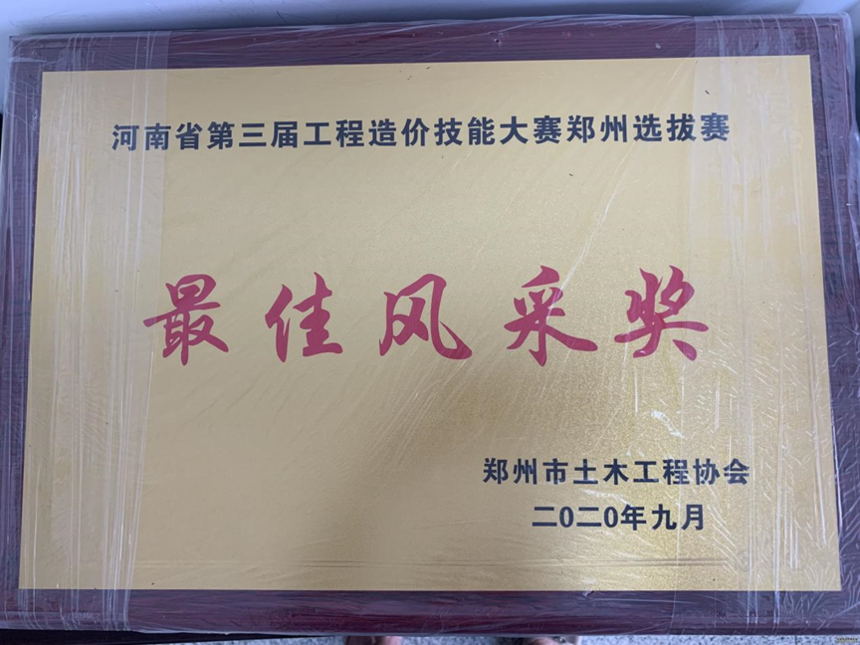 河南省第三届工程造价技能大赛郑州选拔赛
最佳风采奖
郑州市土木工程协会
二0二0年九月